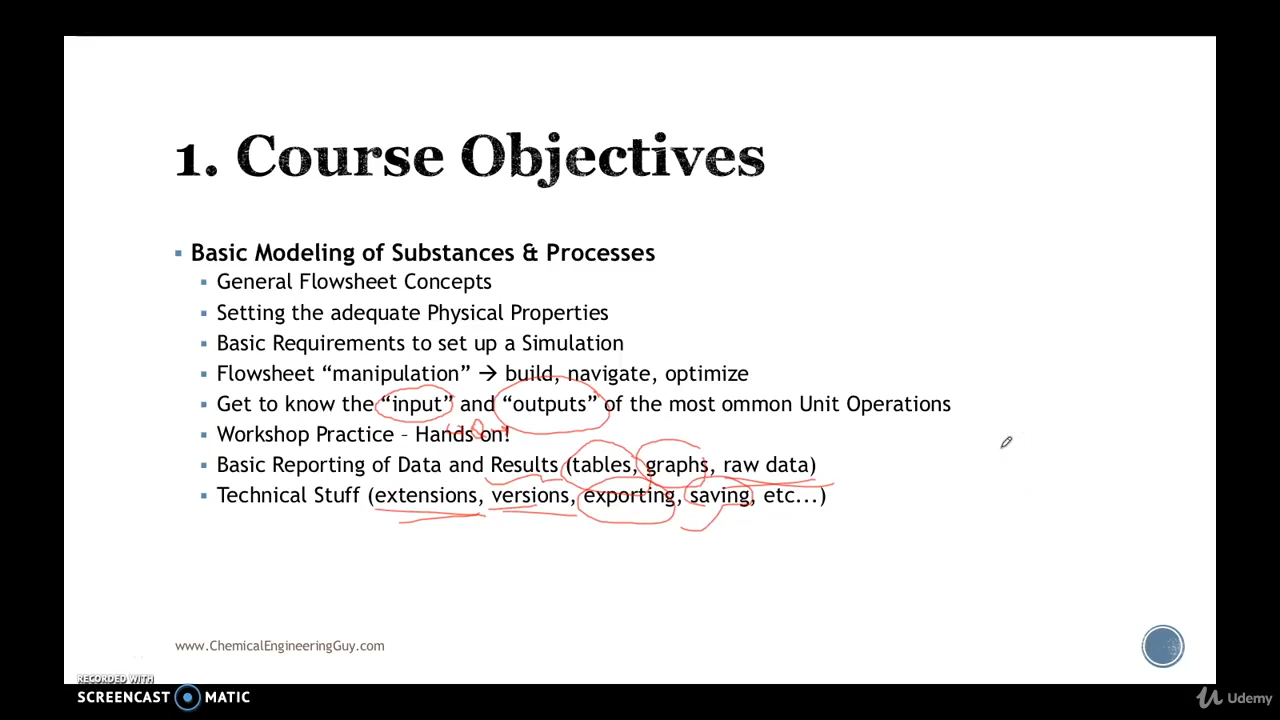 1. Course Objectives
Basic Modeling of Substances & Processes
General Flowsheet Concepts
Setting the adequate Physical Properties
Basic Requirements to set up a Simulation
Flowsheet “manipulation” → build, navigate, optimize
Get to know the “input” and “outputs” of the most ommon Unit Operations
Workshop Practice – Hands on!
Basic Reporting of Data and Results (tables, graphs, raw data)
Technical Stuff (extensions, versions, exporting, saving, etc...)
www.ChemicalEngineeringGuy.com
RECORDED WITH
SCREENCAST MATIC
Udemy